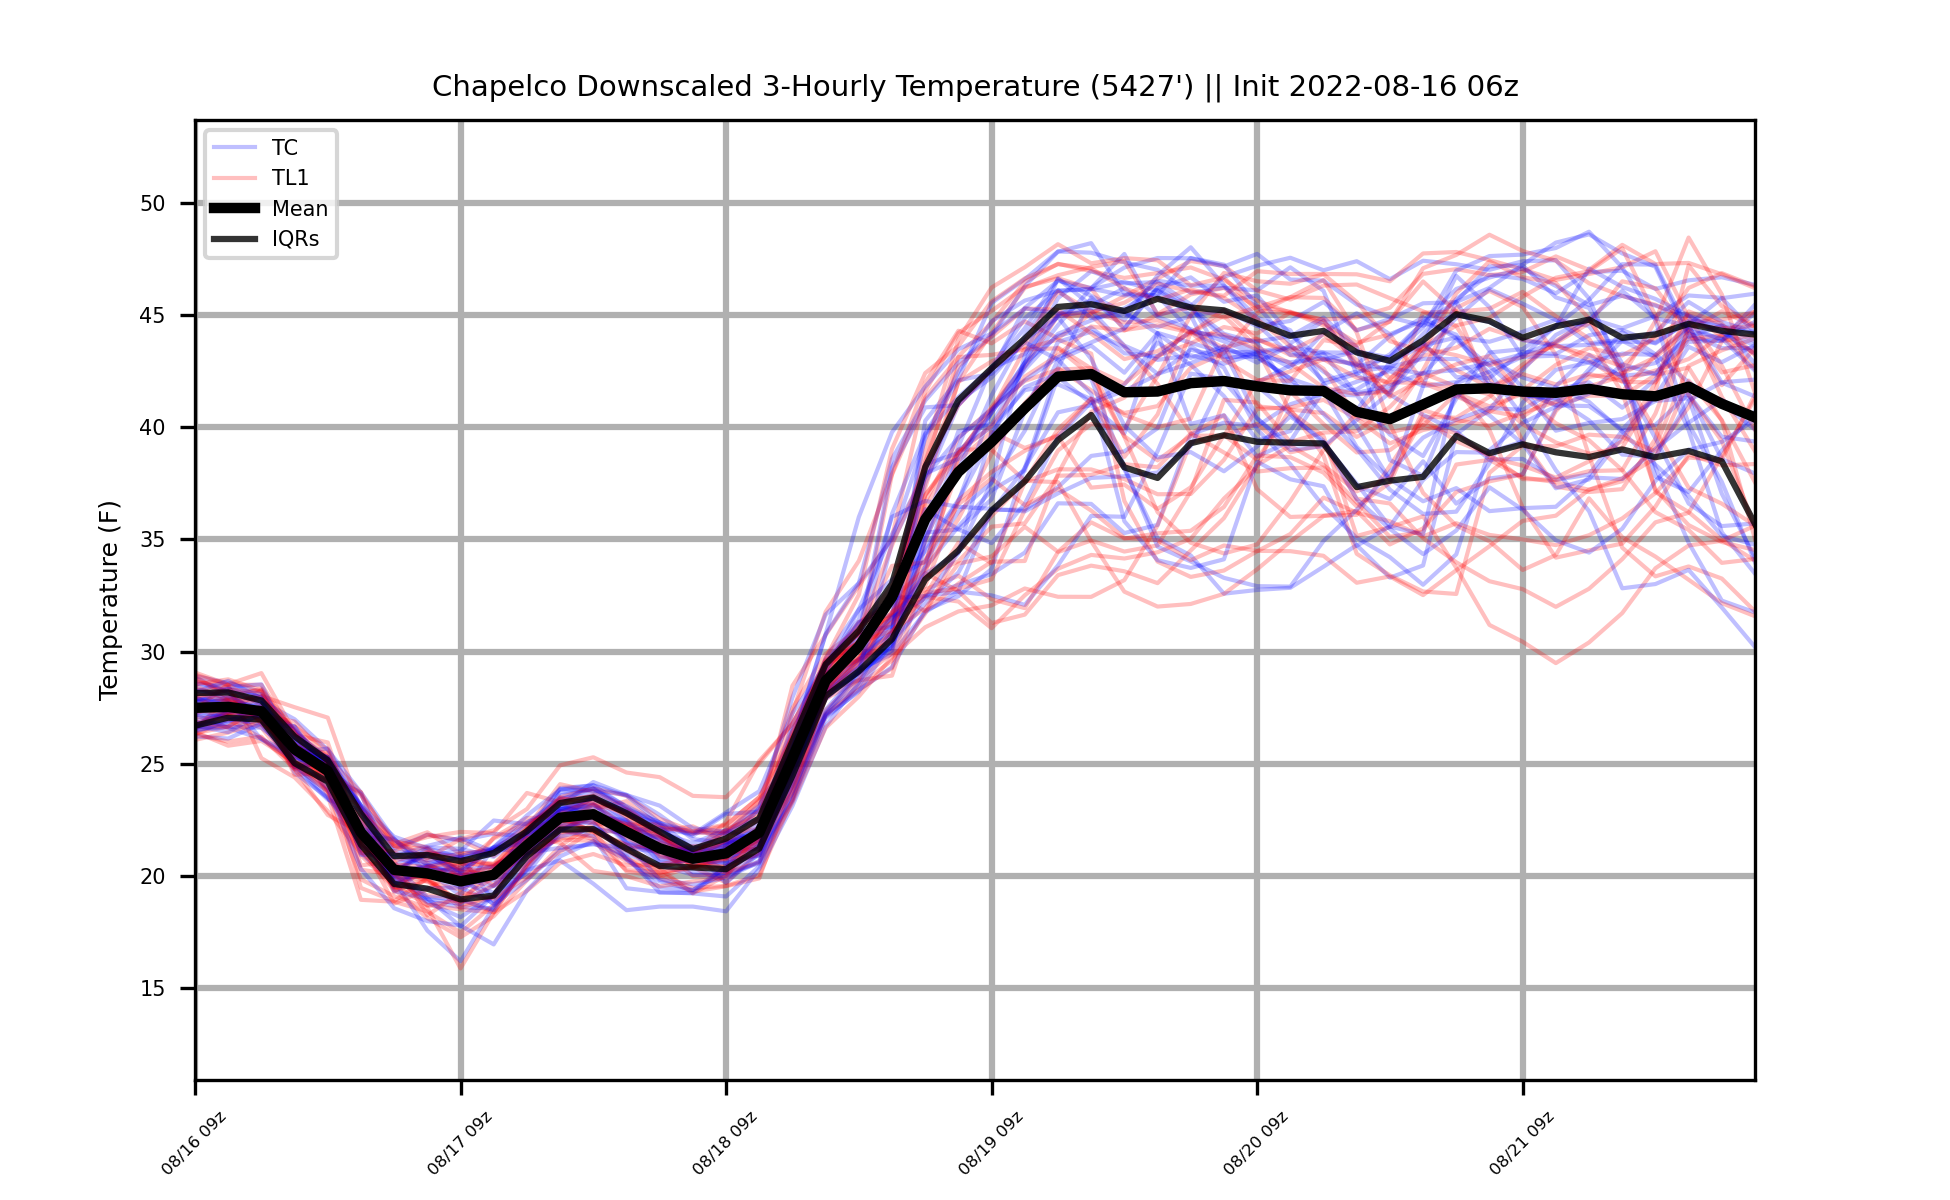 Chapelco Downscaled 3-Hourly Temperature (5427') || Init 2022-08-16 06z
TC
TL1
Mean
IQRs
Temperature (F)
50
45
40
35
30
25
20
15
08/16 09z
08/17 09z
08/18 09z
08/19 09z
08/20 09z
08/21 09z